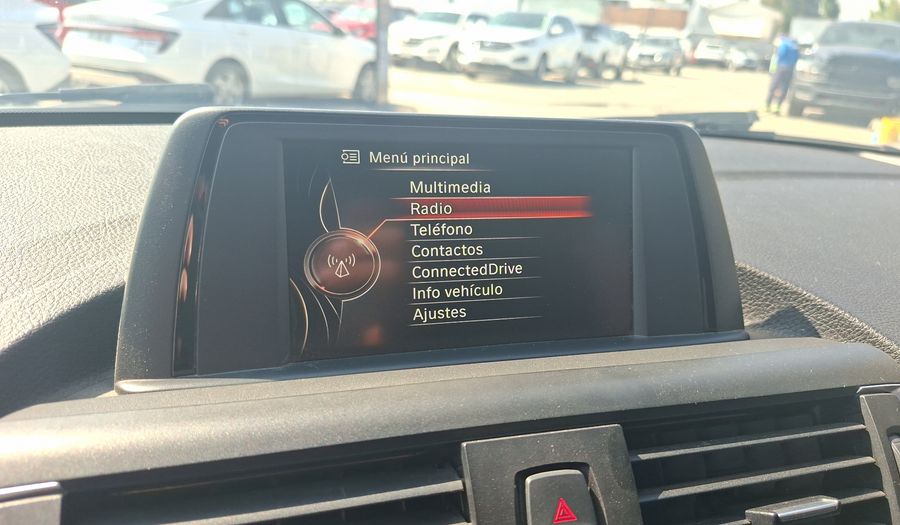 Menú principal
Multimedia
Radio
Teléfono
Contactos
ConnectedDrive
Info vehículo
Ajustes